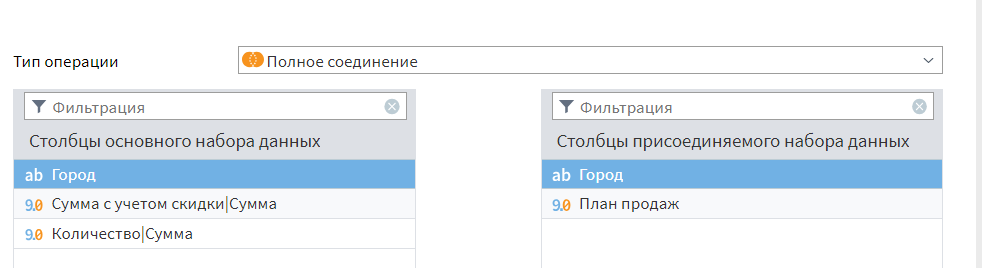 Тип операции
Полное соединение
Фильтрация
Столбцы основного набора данных
ab Город
9.0 Сумма с учетом скидки|Сумма
9.0 Количество|Сумма
Фильтрация
Столбцы присоединяемого набора данных
ab Город
9.0 План продаж